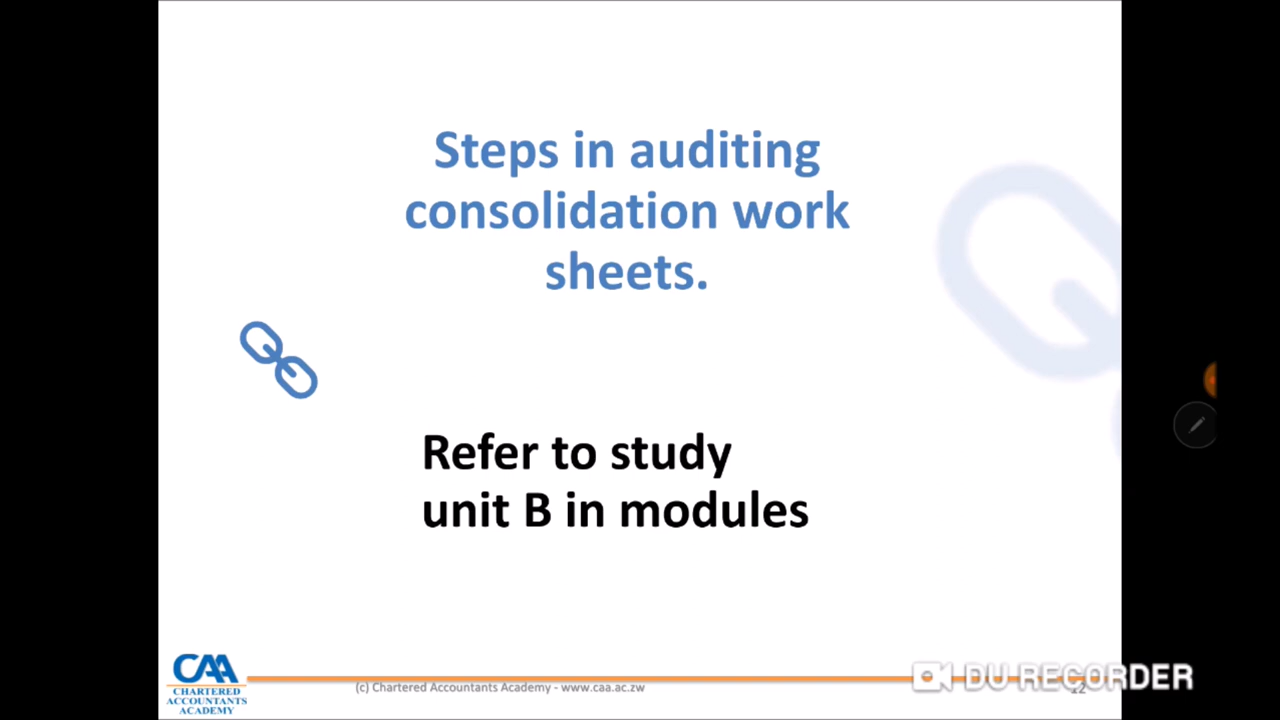 Steps in auditing
consolidation work
sheets.
Refer to study
unit B in modules
CAA
CHARTERED
ACCOUNTANTS
ACADEMY
(c) Chartered Accountants Academy - www.caa.ac.zw
12
DU RECORDER